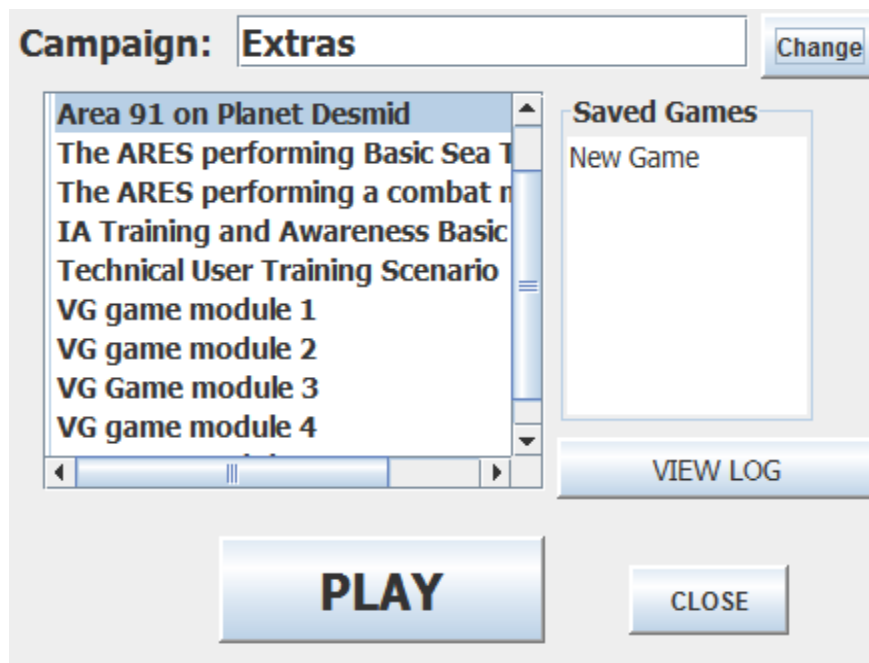 Campaign: Extras Change
Area 91 on Planet Desmid
The ARES performing Basic Sea
The ARES performing a combat
IA Training and Awareness Basic
Technical User Training Scenario
VG game module 1
VG game module 2
VG Game module 3
VG game module 4
Saved Games
New Game
VIEW LOG
PLAY
CLOSE